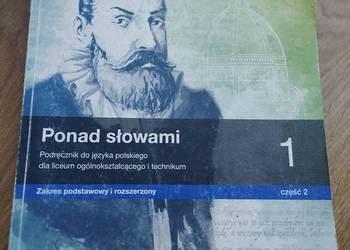 Ponad słowami
Podręcznik do języka polskiego
dla liceum ogólnokształcącego i technikum
1
Zakres podstawowy i rozszerzony
część 2